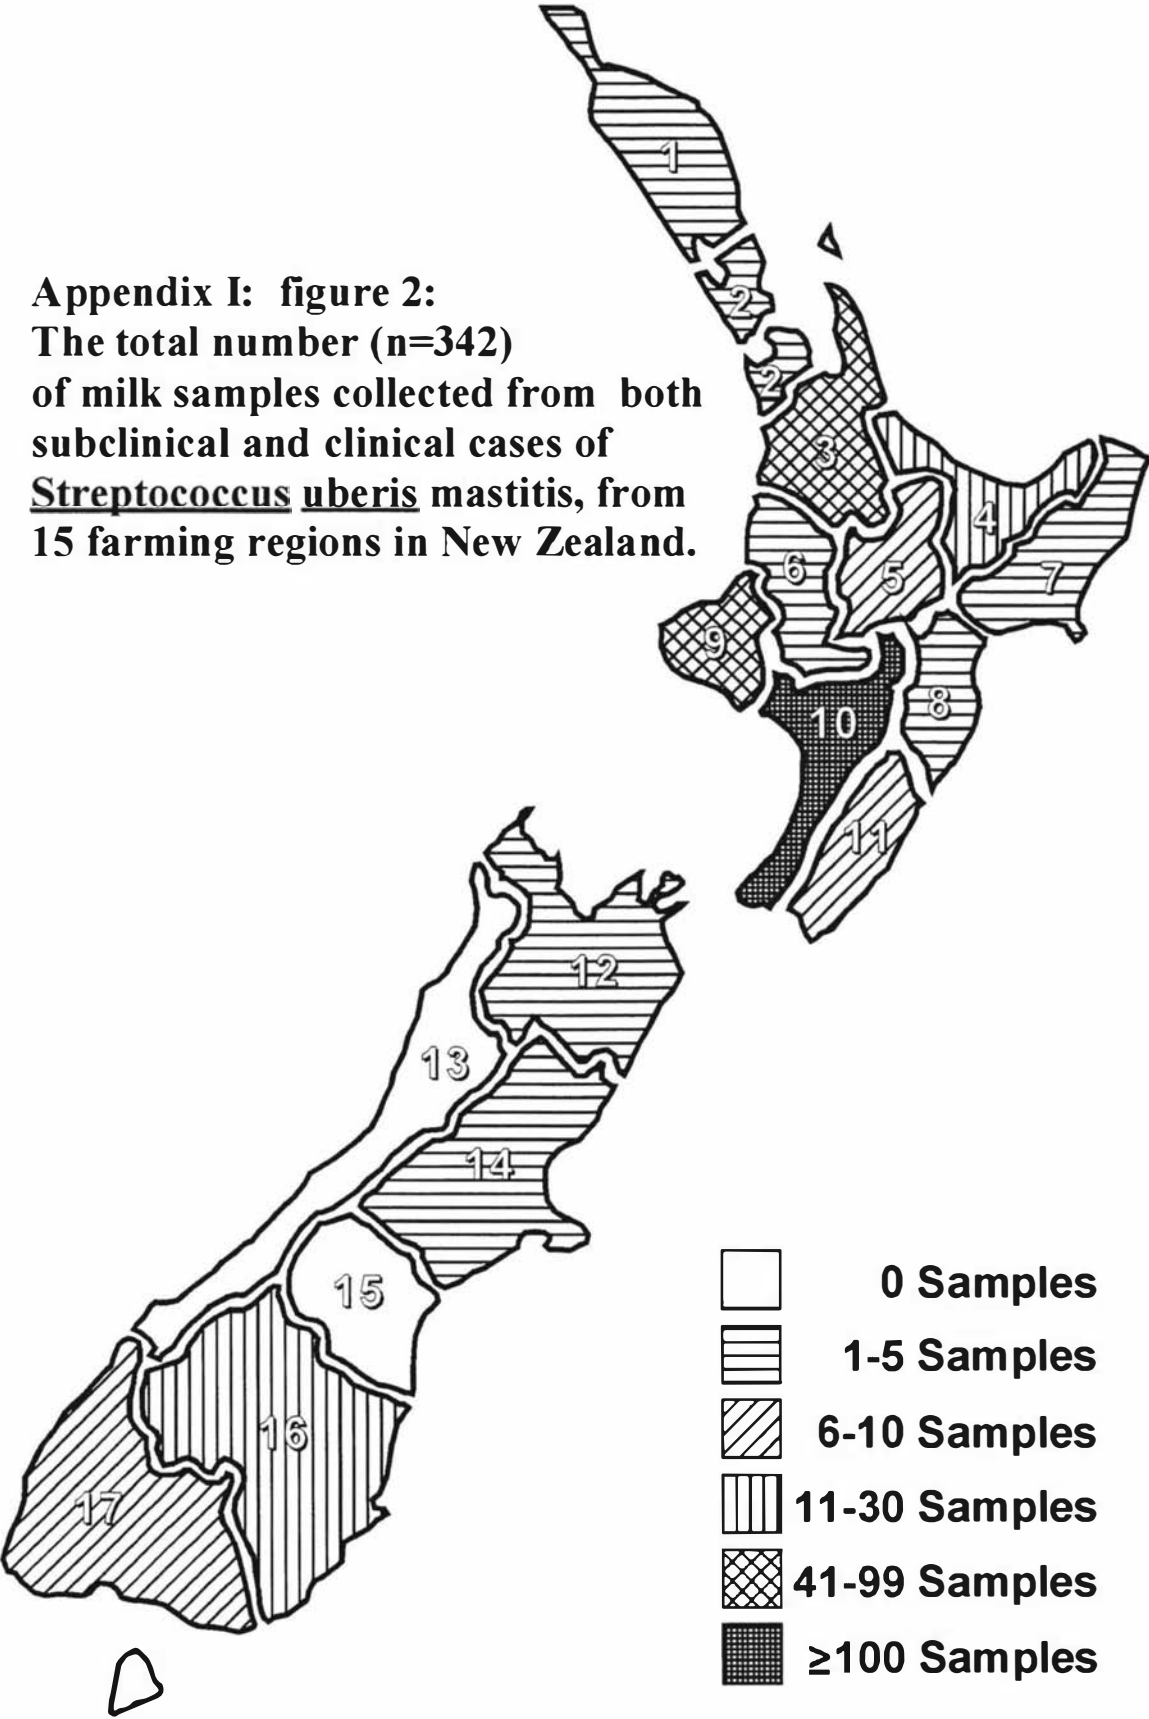 Appendix I: figure 2:
The total number (n=342)
of milk samples collected from both
subclinical and clinical cases of
Streptococcus uberis mastitis, from
15 farming regions in New Zealand.
1
2
2
3
4
5
6
7
8
9
10
11
12
13
14
15
16
17
0 Samples
1-5 Samples
6-10 Samples
11-30 Samples
41-99 Samples
≥100 Samples